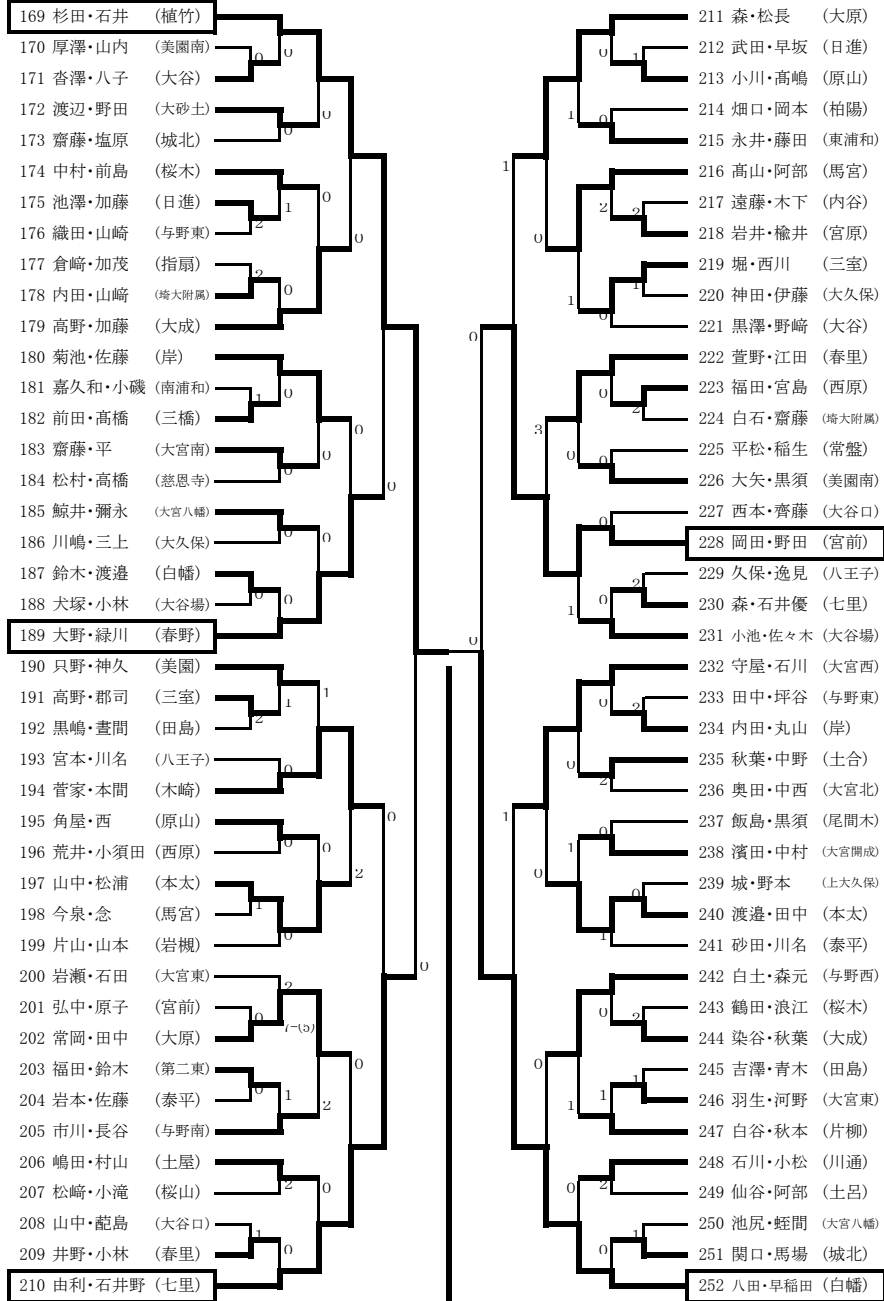 169 杉田・石井 (植竹)
170 厚澤・山内 (美園南)
171 沓澤・八子 (大谷)
172 渡辺・野田 (大砂土)
173 齋藤・塩原 (城北)
174 中村・前島 (桜木)
175 池澤・加藤 (日進)
176 織田・山崎 (与野東)
177 倉﨑・加茂 (指扇)
178 内田・山﨑 (埼大附属)
179 高野・加藤 (大成)
180 菊池・佐藤 (岸)
181 嘉久和・小磯 (南浦和)
182 前田・髙橋 (三橋)
183 齋藤・平 (大宮南)
184 松村・高橋 (慈恩寺)
185 鯨井・彌永 (大宮八幡)
186 川嶋・三上 (大久保)
187 鈴木・渡邉 (白幡)
188 犬塚・小林 (大谷場)
189 大野・緑川 (春野)
190 只野・神久 (美園)
191 高野・郡司 (三室)
192 黒嶋・晝間 (田島)
193 宮本・川名 (八王子)
194 菅家・本間 (木崎)
195 角屋・西 (原山)
196 荒井・小須田 (西原)
197 山中・松浦 (本太)
198 今泉・念 (馬宮)
199 片山・山本 (岩槻)
200 岩瀬・石田 (大宮東)
201 弘中・原子 (宮前)
202 常岡・田中 (大原)
203 福田・鈴木 (第二東)
204 岩本・佐藤 (泰平)
205 市川・長谷 (与野南)
206 嶋田・村山 (土屋)
207 松﨑・小滝 (桜山)
208 山中・蓜島 (大谷口)
209 井野・小林 (春里)
210 由利・石井野 (七里)
211 森・松長 (大原)
212 武田・早坂 (日進)
213 小川・髙嶋 (原山)
214 畑口・岡本 (柏陽)
215 永井・藤田 (東浦和)
216 髙山・阿部 (馬宮)
217 遠藤・木下 (内谷)
218 岩井・楡井 (宮原)
219 堀・西川 (三室)
220 神田・伊藤 (大久保)
221 黒澤・野﨑 (大谷)
222 萱野・江田 (春里)
223 福田・宮島 (西原)
224 白石・齋藤 (埼大附属)
225 平松・稲生 (常盤)
226 大矢・黒須 (美園南)
227 西本・齊藤 (大谷口)
228 岡田・野田 (宮前)
229 久保・逸見 (八王子)
230 森・石井優 (七里)
231 小池・佐々木 (大谷場)
232 守屋・石川 (大宮西)
233 田中・坪谷 (与野東)
234 内田・丸山 (岸)
235 秋葉・中野 (土合)
236 奥田・中西 (大宮北)
237 飯島・黒須 (尾間木)
238 濱田・中村 (大宮開成)
239 城・野本 (上大久保)
240 渡邉・田中 (本太)
241 砂田・川名 (泰平)
242 白土・森元 (与野西)
243 鶴田・浪江 (桜木)
244 染谷・秋葉 (大成)
245 吉澤・青木 (田島)
246 羽生・河野 (大宮東)
247 白谷・秋本 (片柳)
248 石川・小松 (川通)
249 仙谷・阿部 (土呂)
250 池尻・蛭間 (大宮八幡)
251 関口・馬場 (城北)
252 八田・早稲田 (白幡)